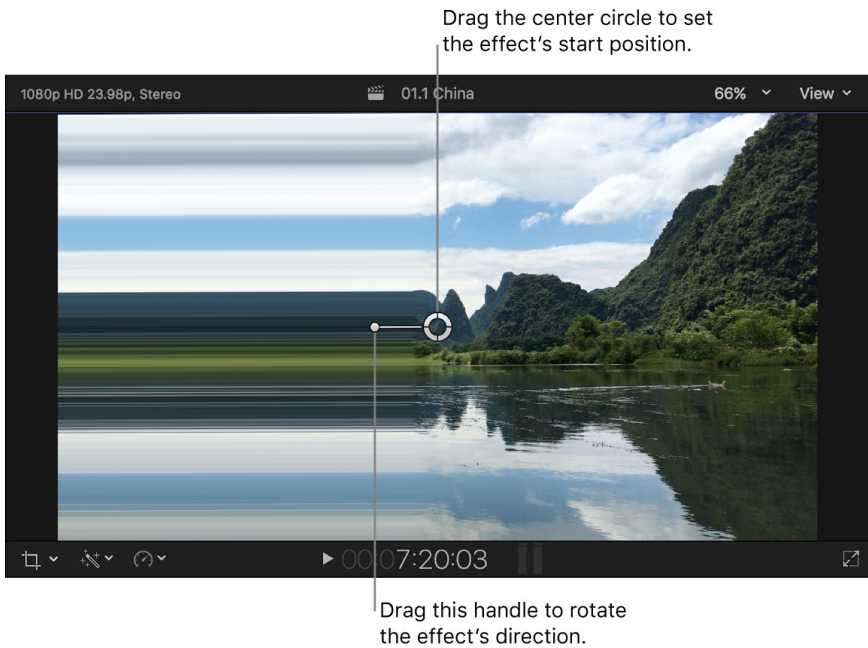 Drag the center circle to set
the effect’s start position.
1080p HD 23.98p, Stereo
01.1 China
66%
View
00:07:20:03
Drag this handle to rotate
the effect’s direction.